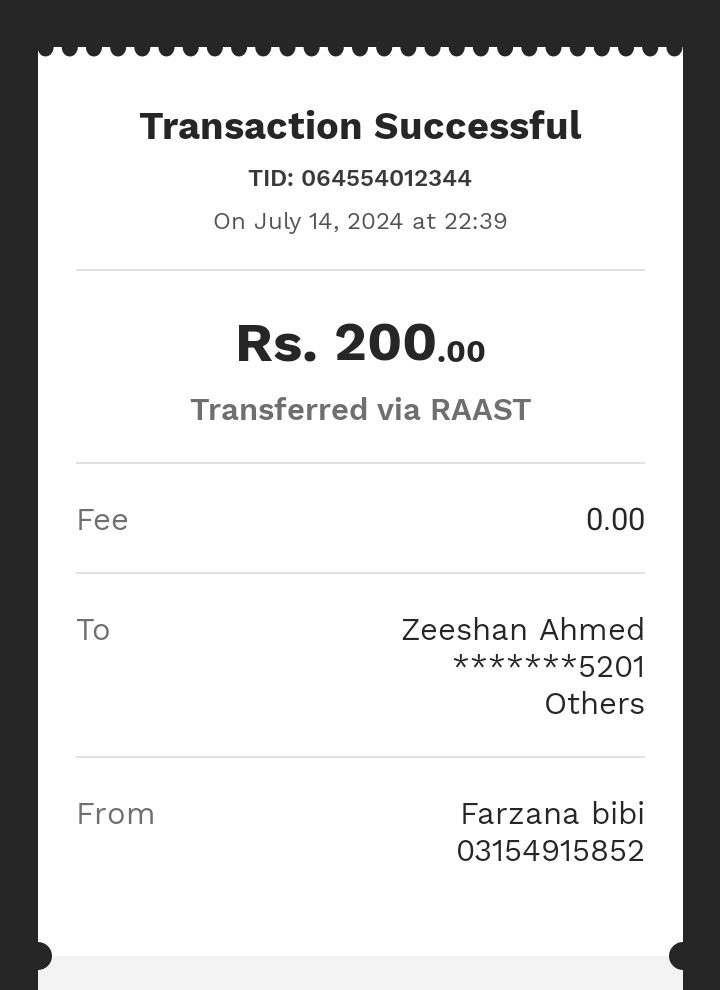 Transaction Successful
TID: 064554012344
On July 14, 2024 at 22:39
Rs. 200.00
Transferred via RAAST
Fee 0.00
To Zeeshan Ahmed
*******5201
Others
From Farzana bibi
03154915852